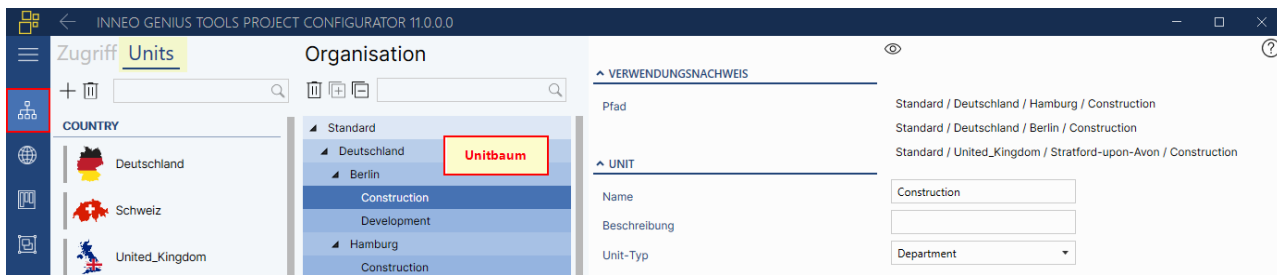 INNEO GENIUS TOOLS PROJECT CONFIGURATOR 11.0.0.0
Zugriff Units
COUNTRY
Deutschland
Schweiz
United_Kingdom
Organisation
Standard
Deutschland
Berlin
Construction
Development
Hamburg
Construction
Unitbaum
VERWENDUNGSNACHWEIS
Pfad
Standard / Deutschland / Hamburg / Construction
Standard / Deutschland / Berlin / Construction
Standard / United_Kingdom / Stratford-upon-Avon / Construction
UNIT
Name
Construction
Beschreibung
Unit-Typ
Department